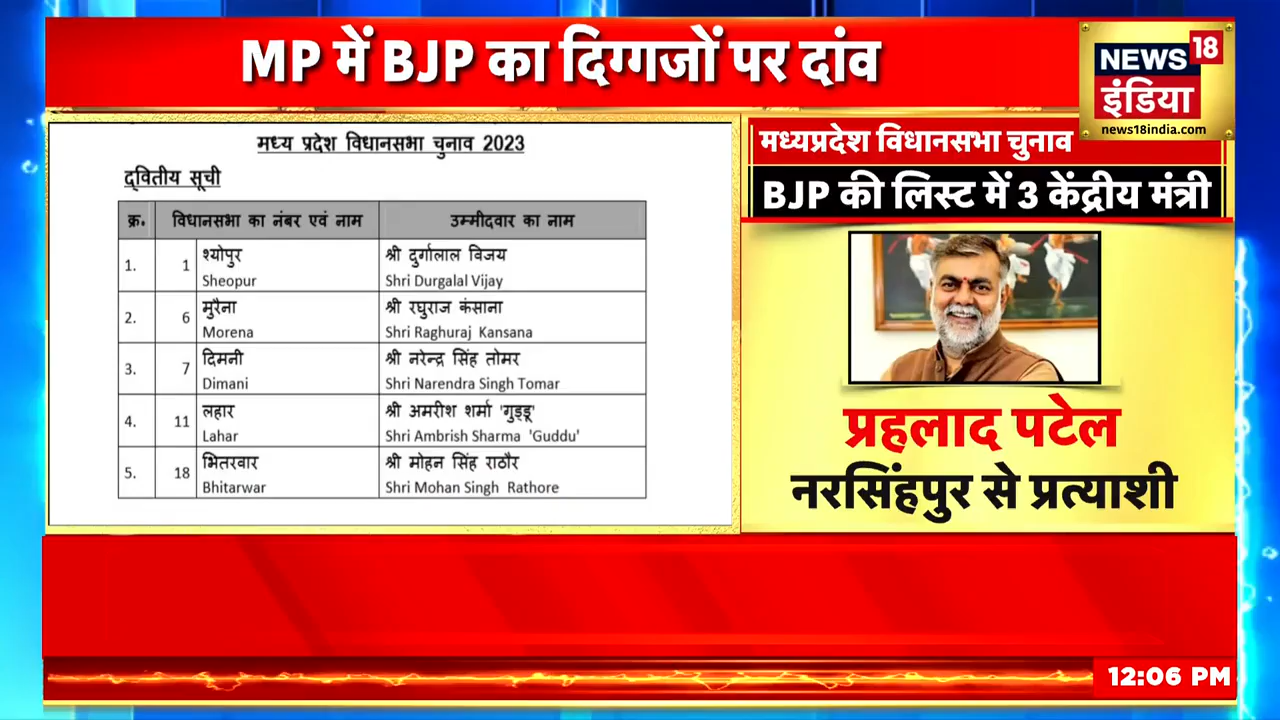 MP में BJP का दिग्गजों पर दांव
NEWS 18
इंडिया
news18india.com
मध्य प्रदेश विधानसभा चुनाव 2023
द्वितीय सूची
क्र. विधानसभा का नंबर एवं नाम उम्मीदवार का नाम
1. 1 श्योपुर श्री दुर्गालाल विजय
Sheopur Shri Durgalal Vijay
2. 6 मुरैना श्री रघुराज कंसाना
Morena Shri Raghuraj Kansana
3. 7 दिमनी श्री नरेन्द्र सिंह तोमर
Dimani Shri Narendra Singh Tomar
4. 11 लहार श्री अमरीश शर्मा 'गुड्डू'
Lahar Shri Ambrish Sharma 'Guddu'
5. 18 भितरवार श्री मोहन सिंह राठौर
Bhitarwar Shri Mohan Singh Rathore
मध्यप्रदेश विधानसभा चुनाव
BJP की लिस्ट में 3 केंद्रीय मंत्री
प्रहलाद पटेल
नरसिंहपुर से प्रत्याशी
12:06 PM